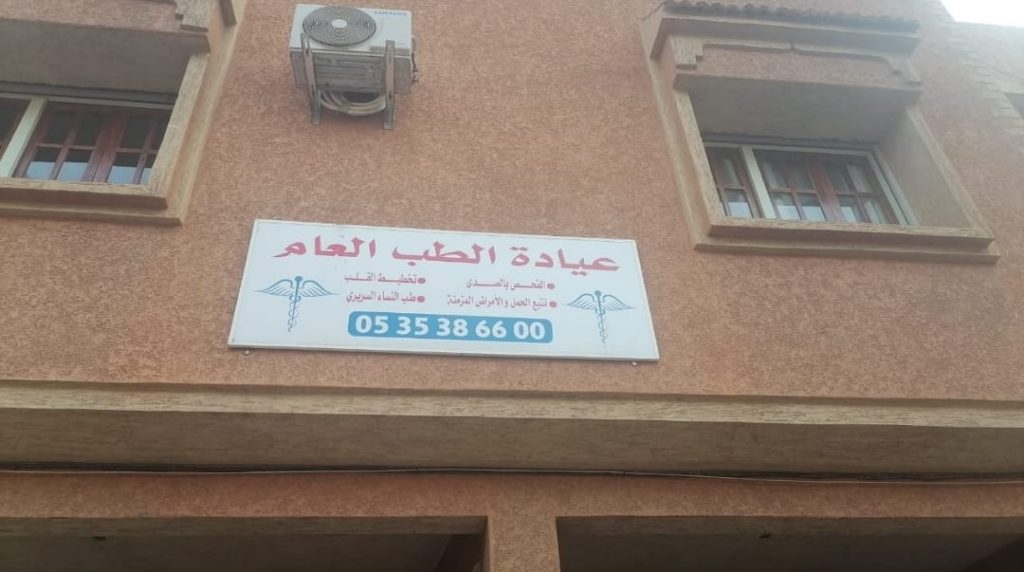 عيادة الطب العام
• الفحص بالصدى • تخطيط القلب
• تتبع الحمل والأمراض المزمنة • طب النساء السريري
05 35 38 66 00